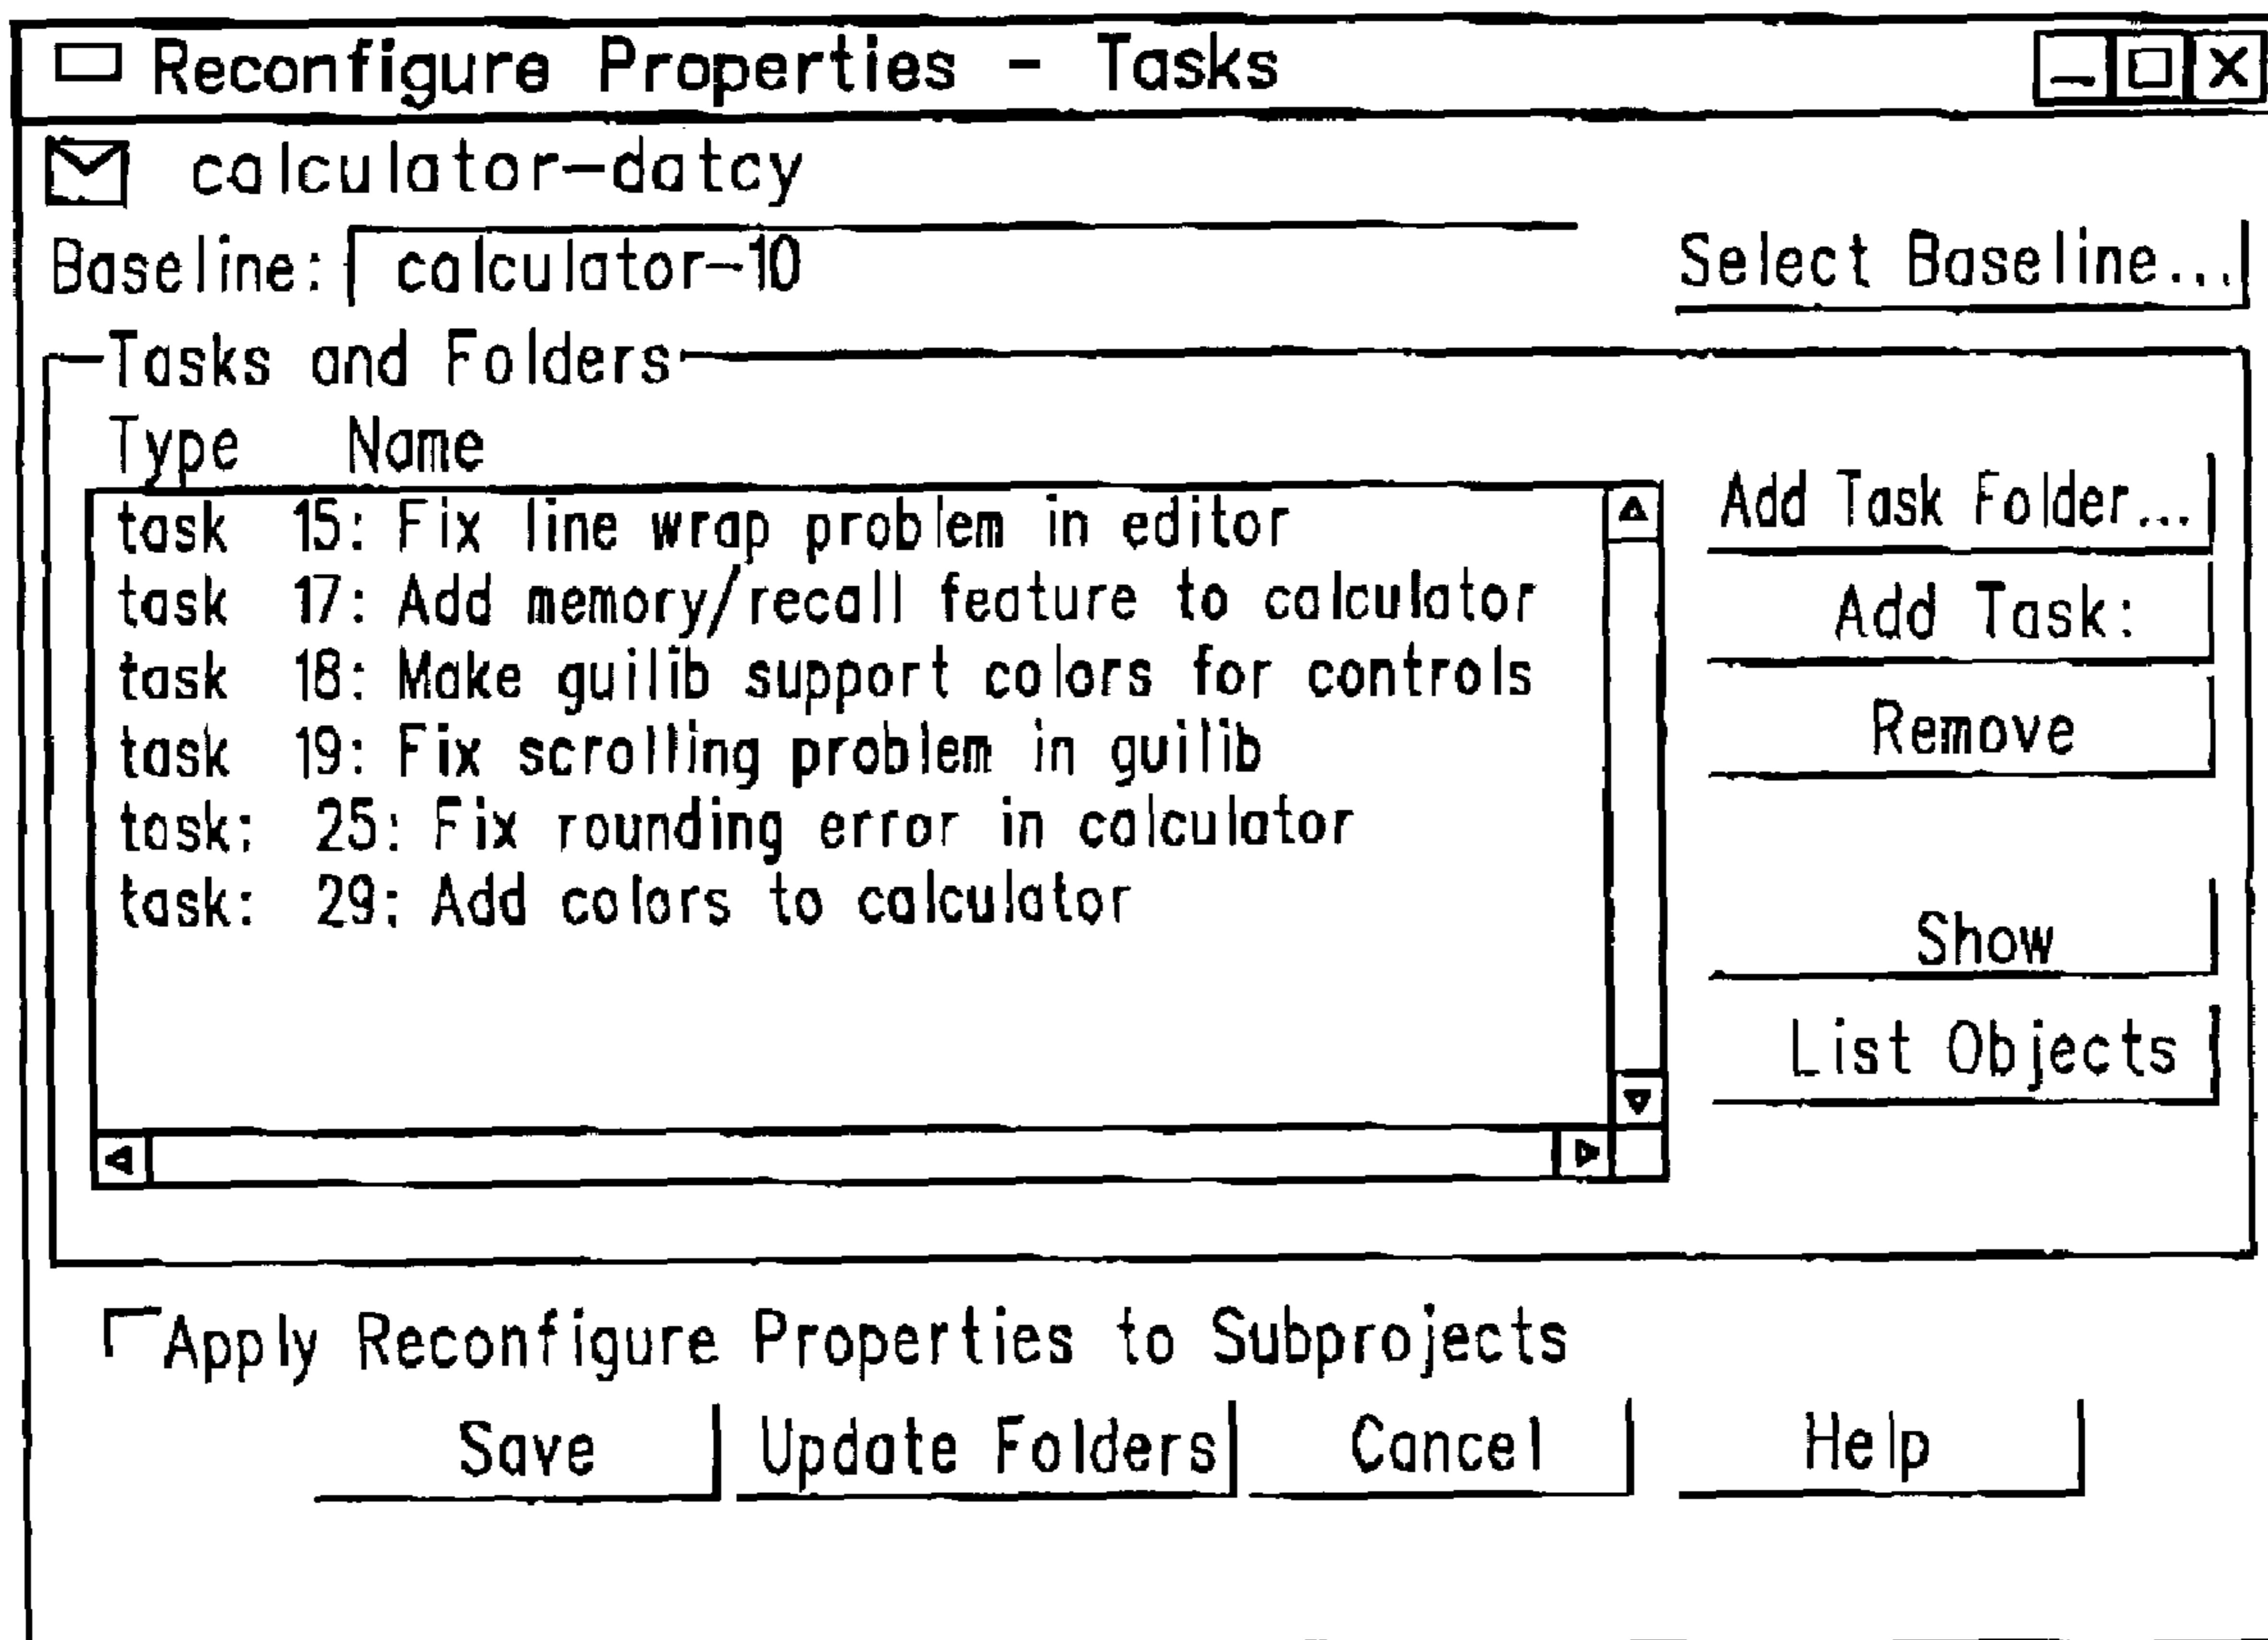 Reconfigure Properties - Tasks
calculator-datcy
Baseline: calculator-10 Select Baseline...
Tasks and Folders
Type Name
task 15: Fix line wrap problem in editor
task 17: Add memory/recall feature to calculator
task 18: Make guilib support colors for controls
task 19: Fix scrolling problem in guilib
task: 25: Fix rounding error in calculator
task: 29: Add colors to calculator
Add Task Folder...
Add Task:
Remove
Show
List Objects
Apply Reconfigure Properties to Subprojects
Save Update Folders Cancel Help